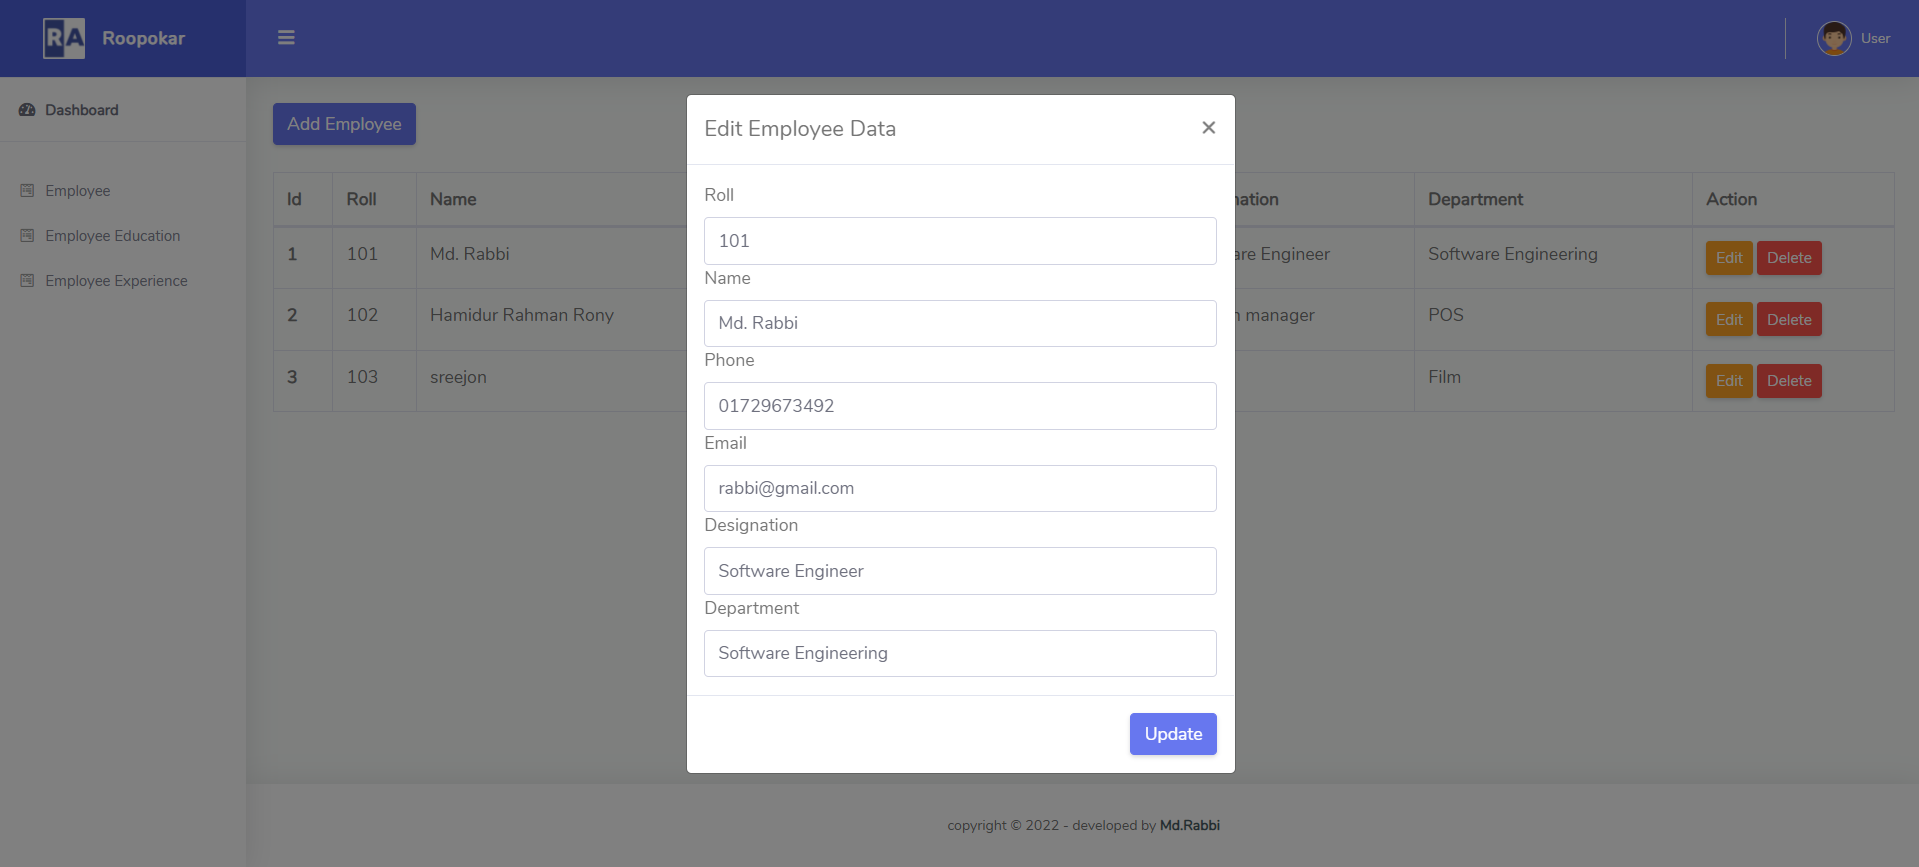 RA Roopokar
User
Dashboard
Employee
Employee Education
Employee Experience
Add Employee
Id Roll Name nation Department Action
1 101 Md. Rabbi are Engineer Software Engineering Edit Delete
2 102 Hamidur Rahman Rony manager POS Edit Delete
3 103 sreejon Film Edit Delete
Edit Employee Data ×
Roll
101
Name
Md. Rabbi
Phone
01729673492
Email
rabbi@gmail.com
Designation
Software Engineer
Department
Software Engineering
Update
copyright © 2022 - developed by Md.Rabbi